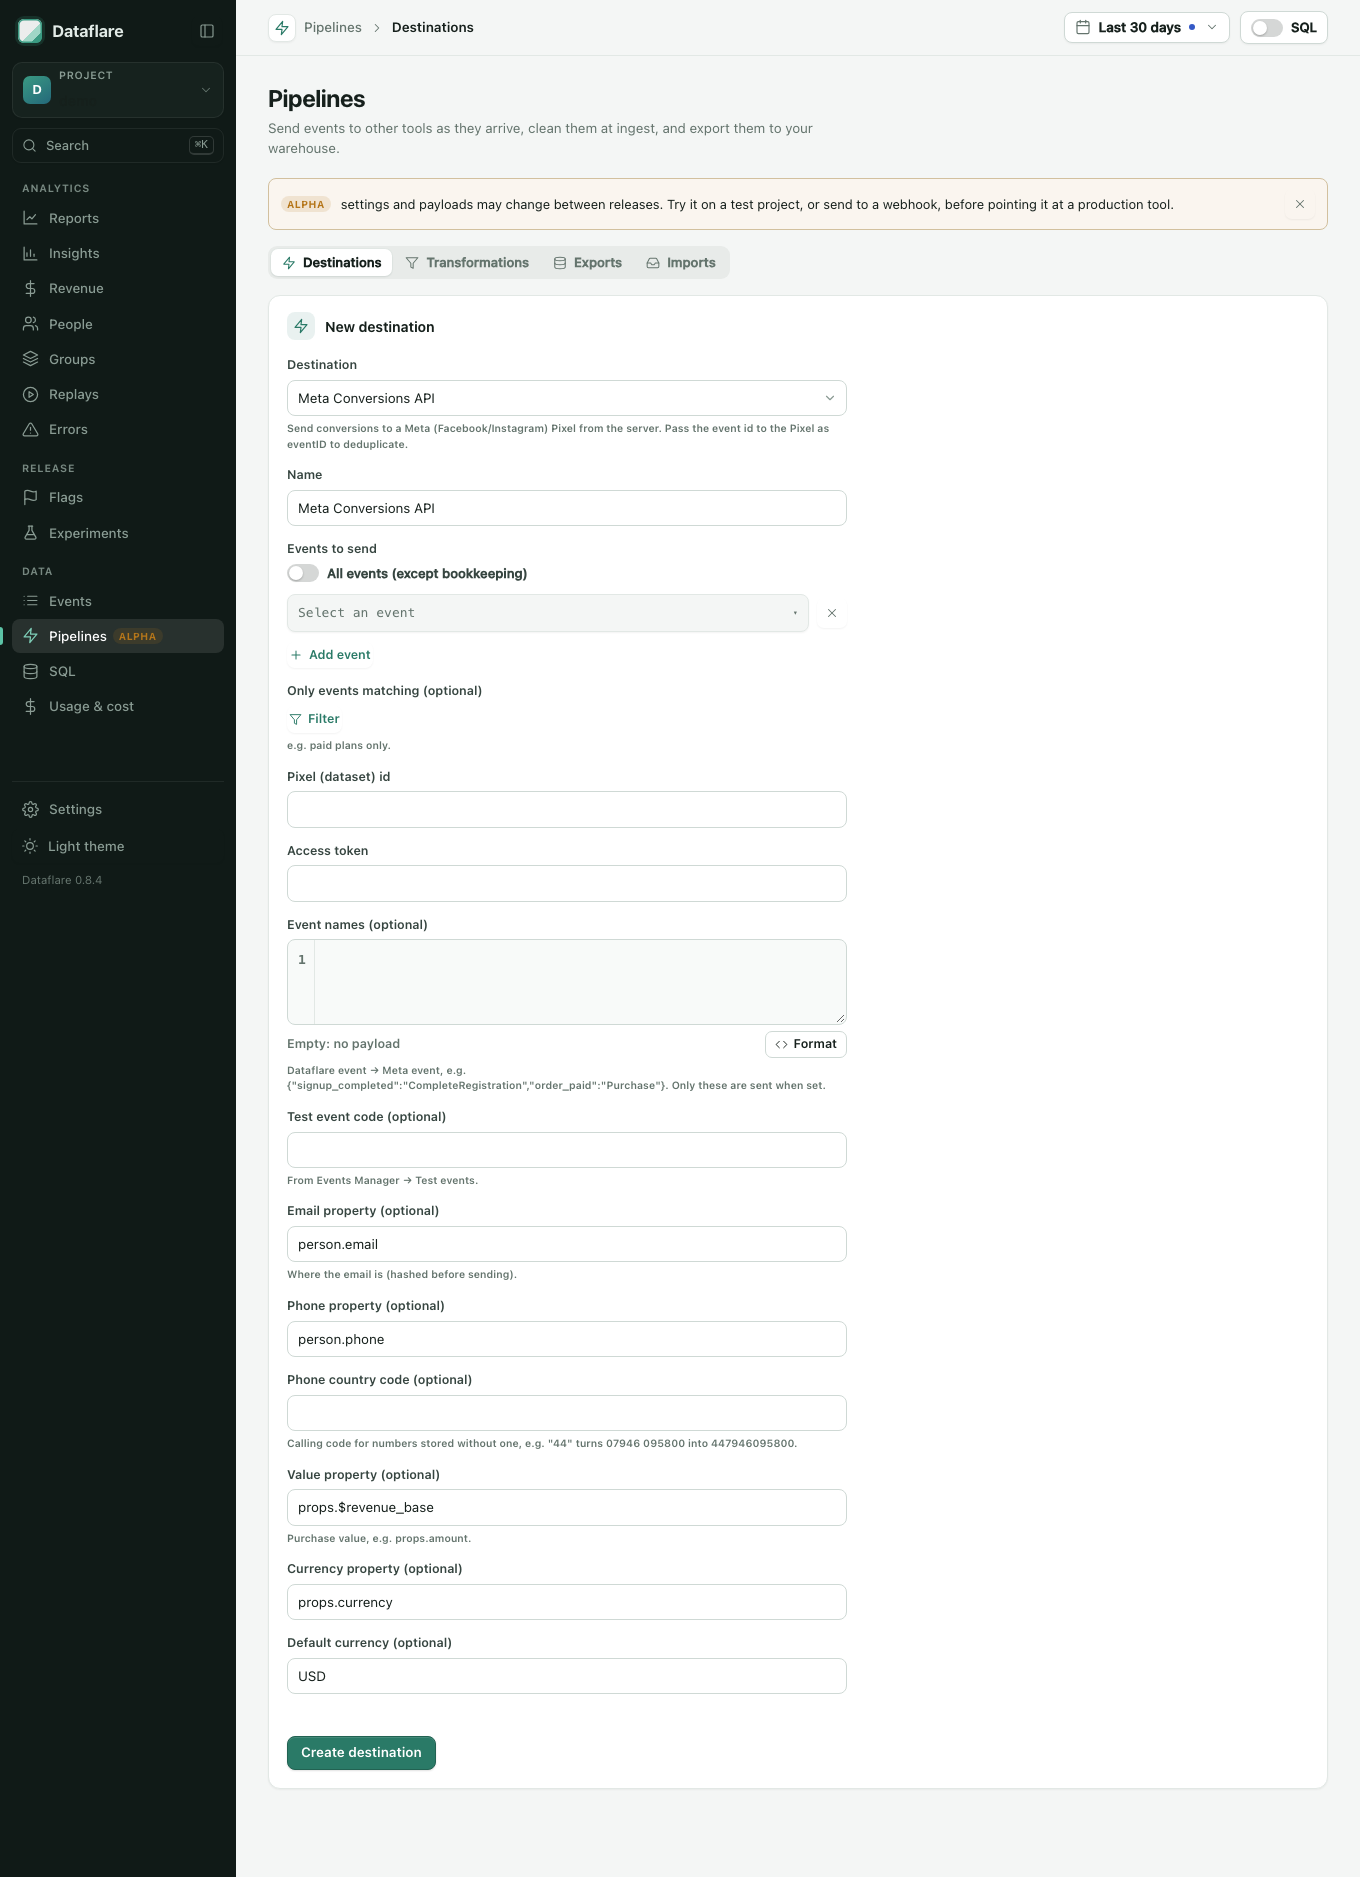 Dataflare
PROJECT
D
Search
⌘K
ANALYTICS
Reports
Insights
Revenue
People
Groups
Replays
Errors
RELEASE
Flags
Experiments
DATA
Events
Pipelines ALPHA
SQL
Usage & cost
Settings
Light theme
Dataflare 0.8.4
Pipelines > Destinations
Last 30 days
SQL
Pipelines
Send events to other tools as they arrive, clean them at ingest, and export them to your
warehouse.
ALPHA settings and payloads may change between releases. Try it on a test project, or send to a webhook, before pointing it at a production tool.
Destinations Transformations Exports Imports
New destination
Destination
Meta Conversions API
Send conversions to a Meta (Facebook/Instagram) Pixel from the server. Pass the event id to the Pixel as
eventID to deduplicate.
Name
Meta Conversions API
Events to send
All events (except bookkeeping)
Select an event
+ Add event
Only events matching (optional)
Filter
e.g. paid plans only.
Pixel (dataset) id
Access token
Event names (optional)
1
Empty: no payload
<> Format
Dataflare event → Meta event, e.g.
{"signup_completed":"CompleteRegistration","order_paid":"Purchase"}. Only these are sent when set.
Test event code (optional)
From Events Manager → Test events.
Email property (optional)
person.email
Where the email is (hashed before sending).
Phone property (optional)
person.phone
Phone country code (optional)
Calling code for numbers stored without one, e.g. "44" turns 07946 095800 into 447946095800.
Value property (optional)
props.$revenue_base
Purchase value, e.g. props.amount.
Currency property (optional)
props.currency
Default currency (optional)
USD
Create destination